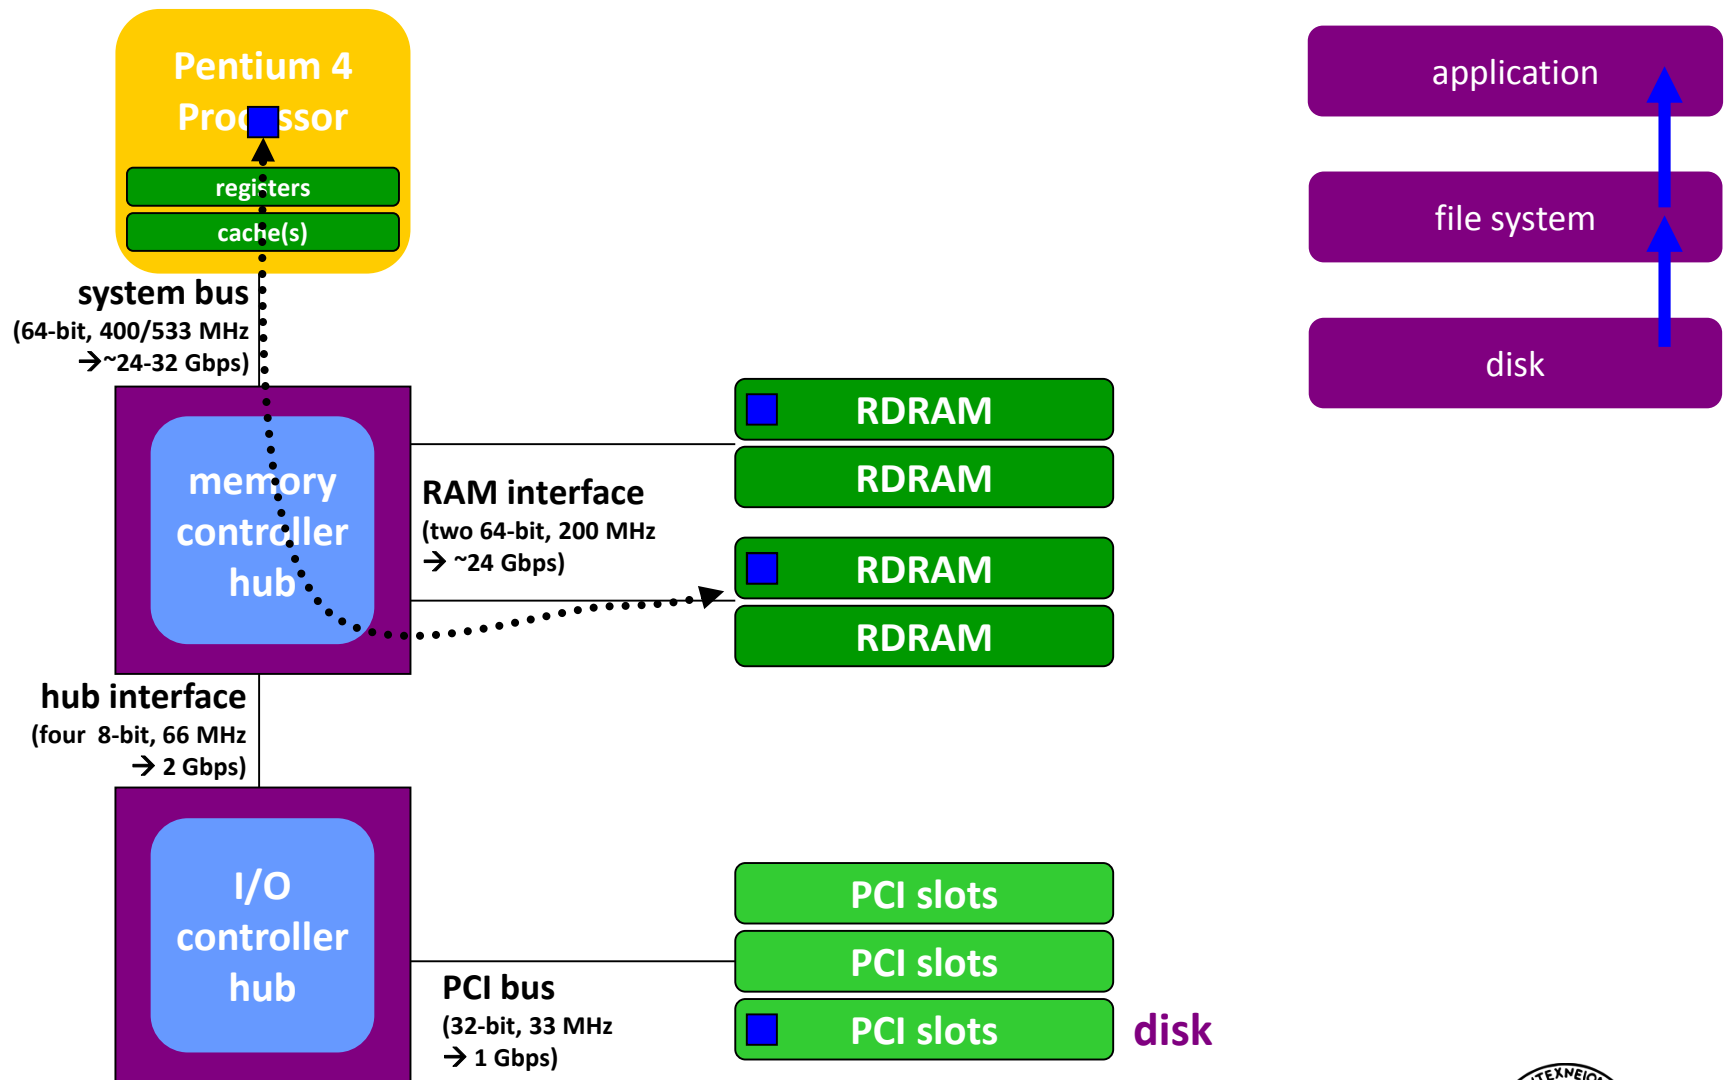 Pentium 4
Processor
registers
cache(s)
system bus
(64-bit, 400/533 MHz
→~24-32 Gbps)
memory
controller
hub
RAM interface
(two 64-bit, 200 MHz
→ ~24 Gbps)
RDRAM
RDRAM
RDRAM
RDRAM
hub interface
(four 8-bit, 66 MHz
→ 2 Gbps)
I/O
controller
hub
PCI bus
(32-bit, 33 MHz
→ 1 Gbps)
PCI slots
PCI slots
PCI slots
disk
application
file system
disk